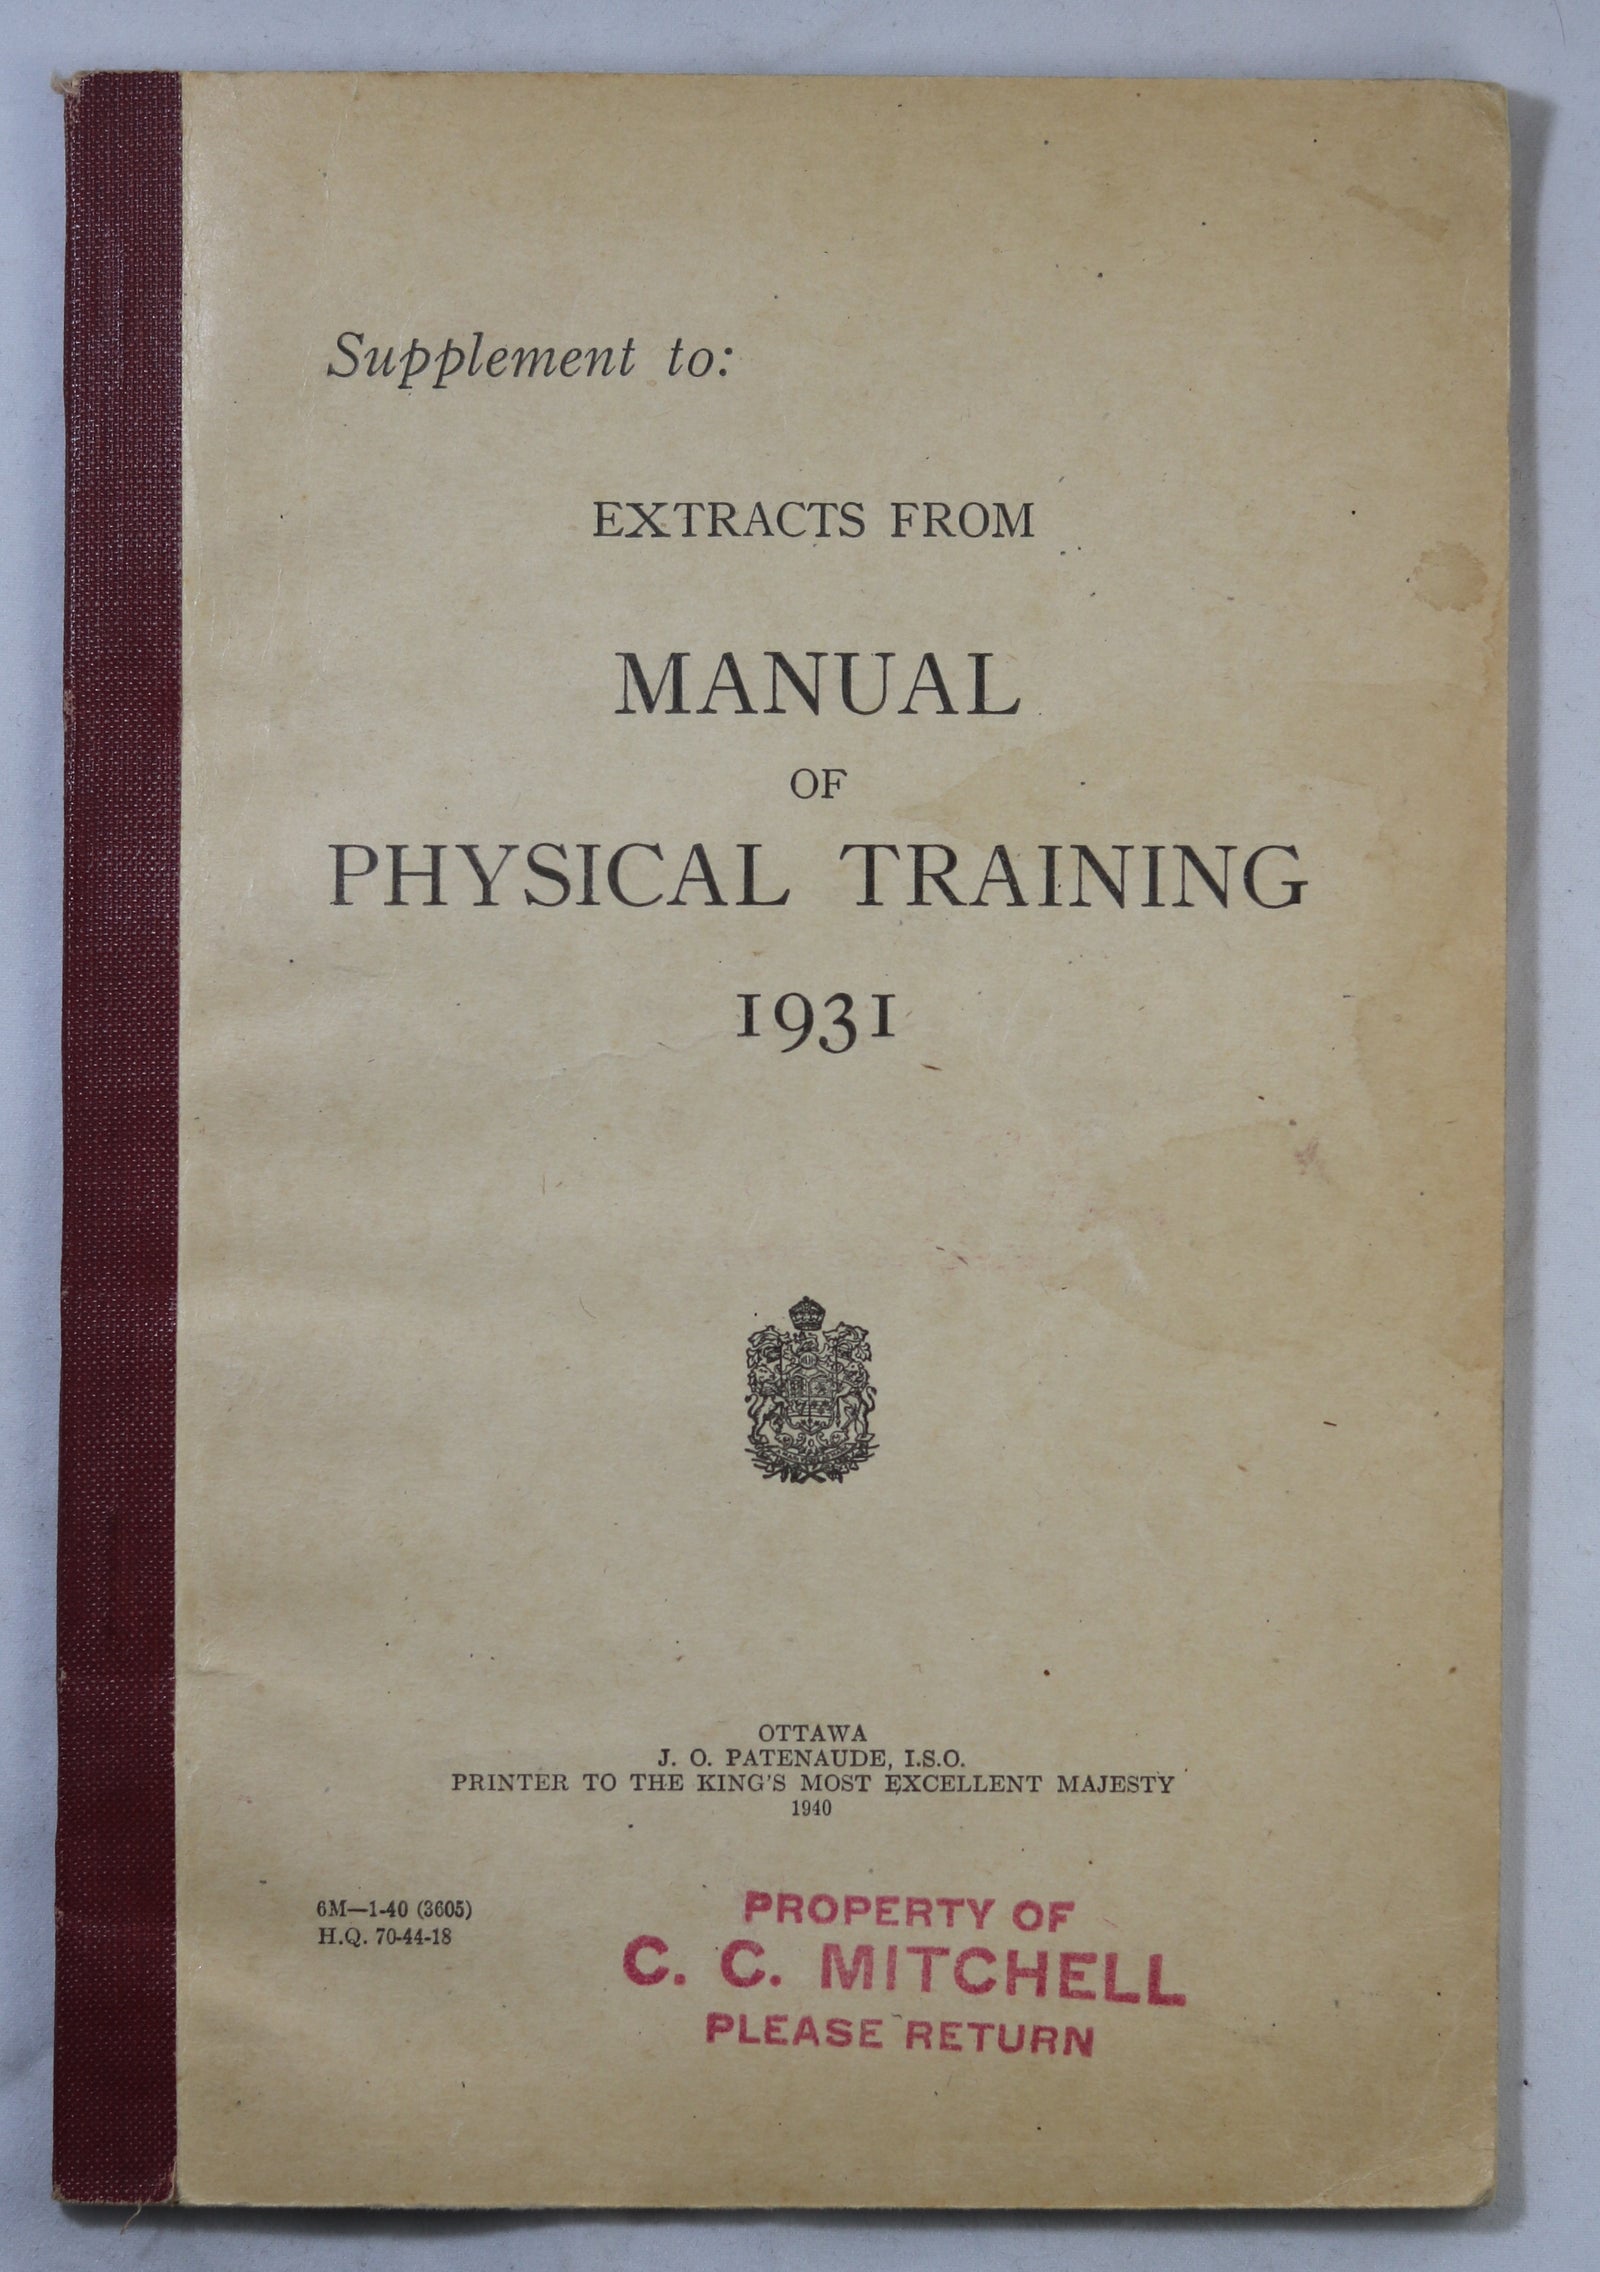 Supplement to:
EXTRACTS FROM
MANUAL
OF
PHYSICAL TRAINING
1931
OTTAWA
J. O. PATENAUDE, I.S.O.
PRINTER TO THE KING'S MOST EXCELLENT MAJESTY
1940
6M—1-40 (3605)
H.Q. 70-44-18
PROPERTY OF
C. C. MITCHELL
PLEASE RETURN